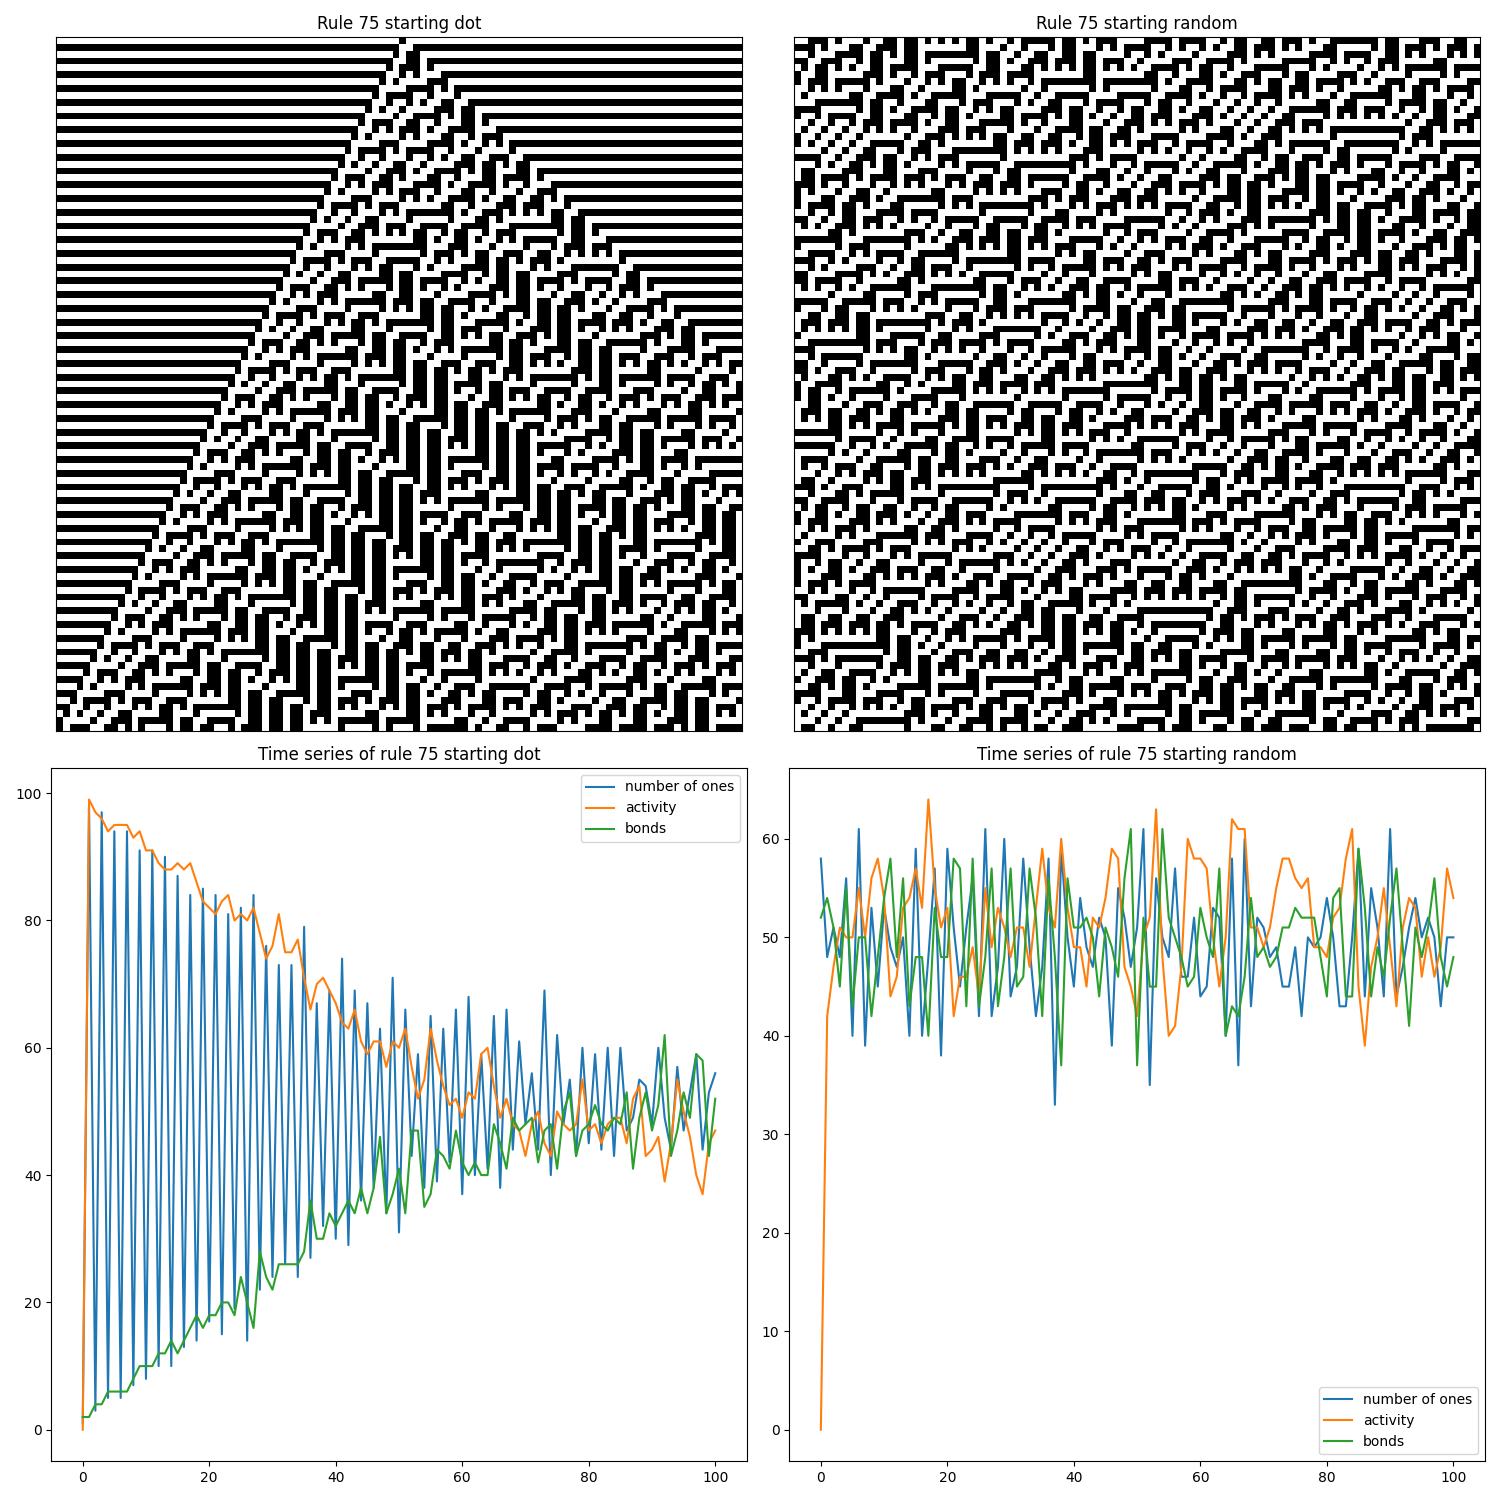 Rule 75 starting dot
Rule 75 starting random
Time series of rule 75 starting dot
100
80
60
40
20
0
0 20 40 60 80 100
number of ones
activity
bonds
Time series of rule 75 starting random
60
50
40
30
20
10
0
0 20 40 60 80 100
number of ones
activity
bonds